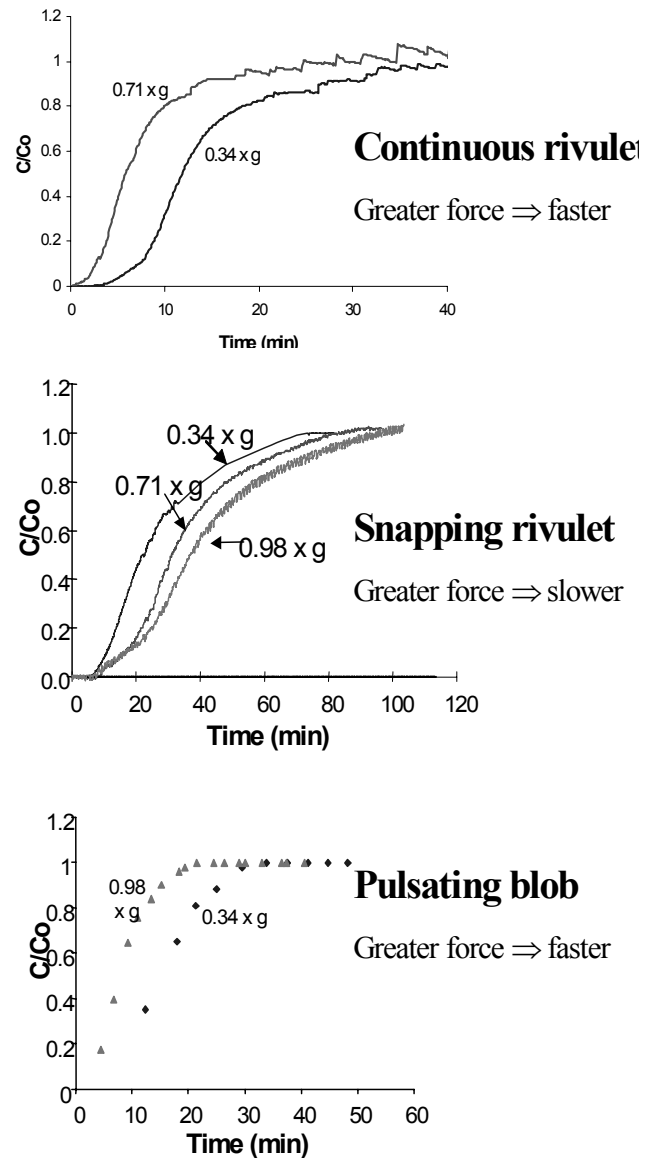 1.2
1
0.8
0.6
0.4
0.2
0
C/Co
0.71 x g
0.34 x g
0 10 20 30 40
Time (min)
Continuous rivulet
Greater force ⇒ faster
1.2
1.0
0.8
0.6
0.4
0.2
0.0
C/Co
0.34 x g
0.71 x g
0.98 x g
0 20 40 60 80 100 120
Time (min)
Snapping rivulet
Greater force ⇒ slower
1.2
1
0.8
0.6
0.4
0.2
0
C/Co
0.98
x g
0.34 x g
0 10 20 30 40 50 60
Time (min)
Pulsating blob
Greater force ⇒ faster